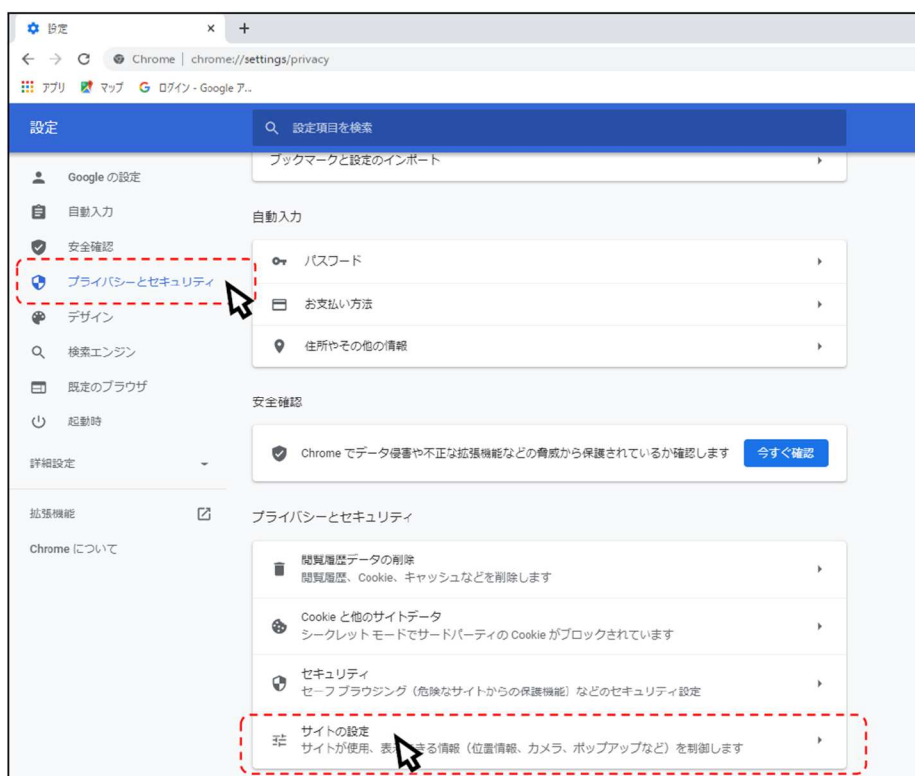 設定
Chrome | chrome://settings/privacy
アプリ マップ ログイン - Google ア...
設定
設定項目を検索
ブックマークと設定のインポート
Google の設定
自動入力
安全確認
プライバシーとセキュリティ
デザイン
検索エンジン
既定のブラウザ
起動時
詳細設定
拡張機能
Chrome について
自動入力
パスワード
お支払い方法
住所やその他の情報
安全確認
Chrome でデータ侵害や不正な拡張機能などの脅威から保護されているか確認します 今すぐ確認
プライバシーとセキュリティ
閲覧履歴データの削除
閲覧履歴、Cookie、キャッシュなどを削除します
Cookie と他のサイトデータ
シークレット モードでサードパーティの Cookie がブロックされています
セキュリティ
セーフ ブラウジング（危険なサイトからの保護機能）などのセキュリティ設定
サイトの設定
サイトが使用、表示できる情報（位置情報、カメラ、ポップアップなど）を制御します